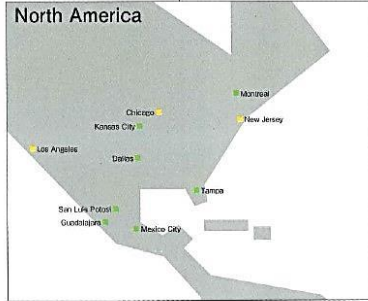 North America
Montreal
Chicago
New Jersey
Kansas City
Los Angeles
Dallas
Tampa
San Luis Potosi
Guadalajara
Mexico City